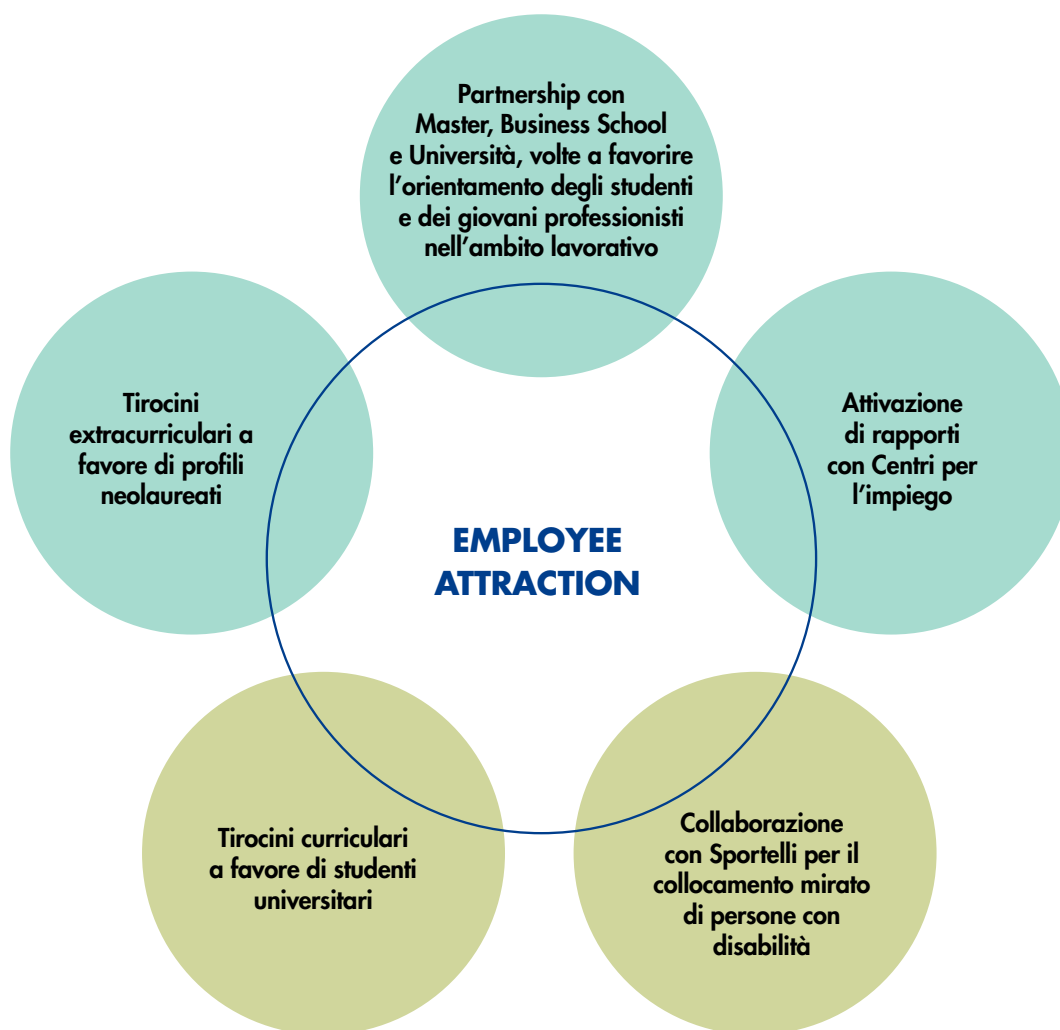 Partnership con
Master, Business School
e Università, volte a favorire
l’orientamento degli studenti
e dei giovani professionisti
nell’ambito lavorativo
Tirocini
extracurriculari a
favore di profili
neolaureati
Attivazione
di rapporti
con Centri per
l’impiego
EMPLOYEE
ATTRACTION
Tirocini curriculari
a favore di studenti
universitari
Collaborazione
con Sportelli per il
collocamento mirato
di persone con
disabilità